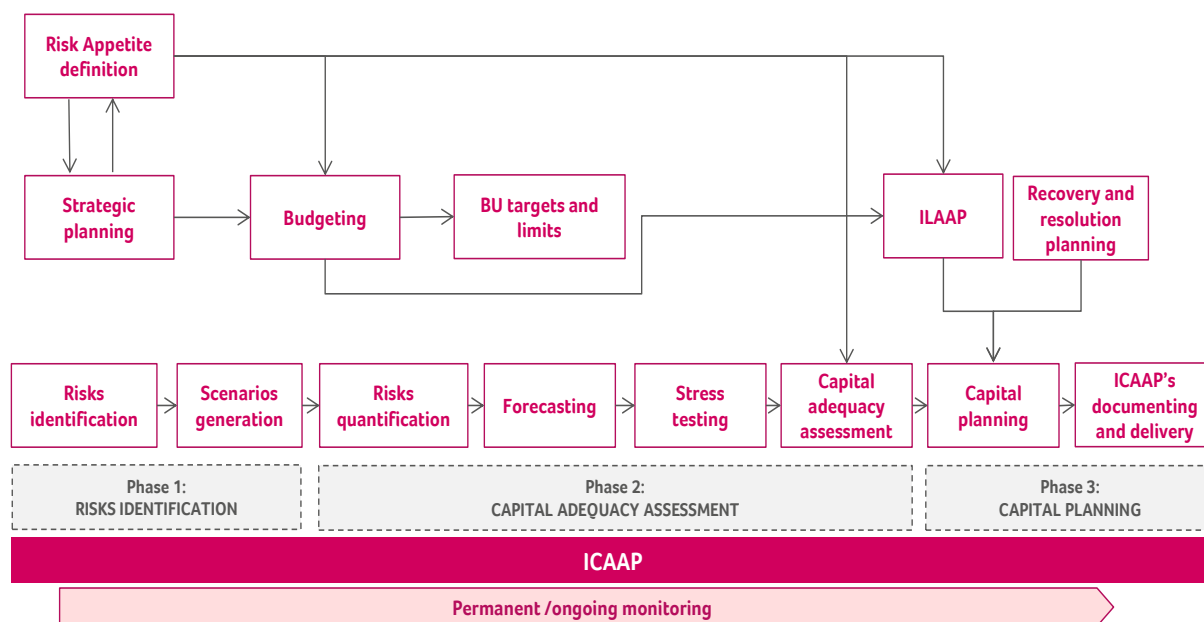 Risk Appetite
definition
Strategic
planning
Budgeting
BU targets and
limits
ILAAP
Recovery and
resolution
planning
Risks
identification
Scenarios
generation
Risks
quantification
Forecasting
Stress
testing
Capital
adequacy
assessment
Capital
planning
ICAAP's
documenting
and delivery
Phase 1:
RISKS IDENTIFICATION
Phase 2:
CAPITAL ADEQUACY ASSESSMENT
Phase 3:
CAPITAL PLANNING
ICAAP
Permanent /ongoing monitoring